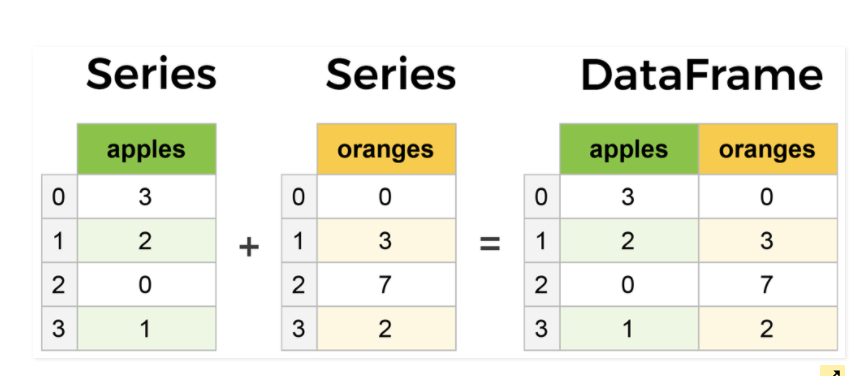 Series Series DataFrame
apples oranges apples oranges
0 3 0 0 0 3 0
1 2 + 1 3 = 1 2 3
2 0 2 7 2 0 7
3 1 3 2 3 1 2